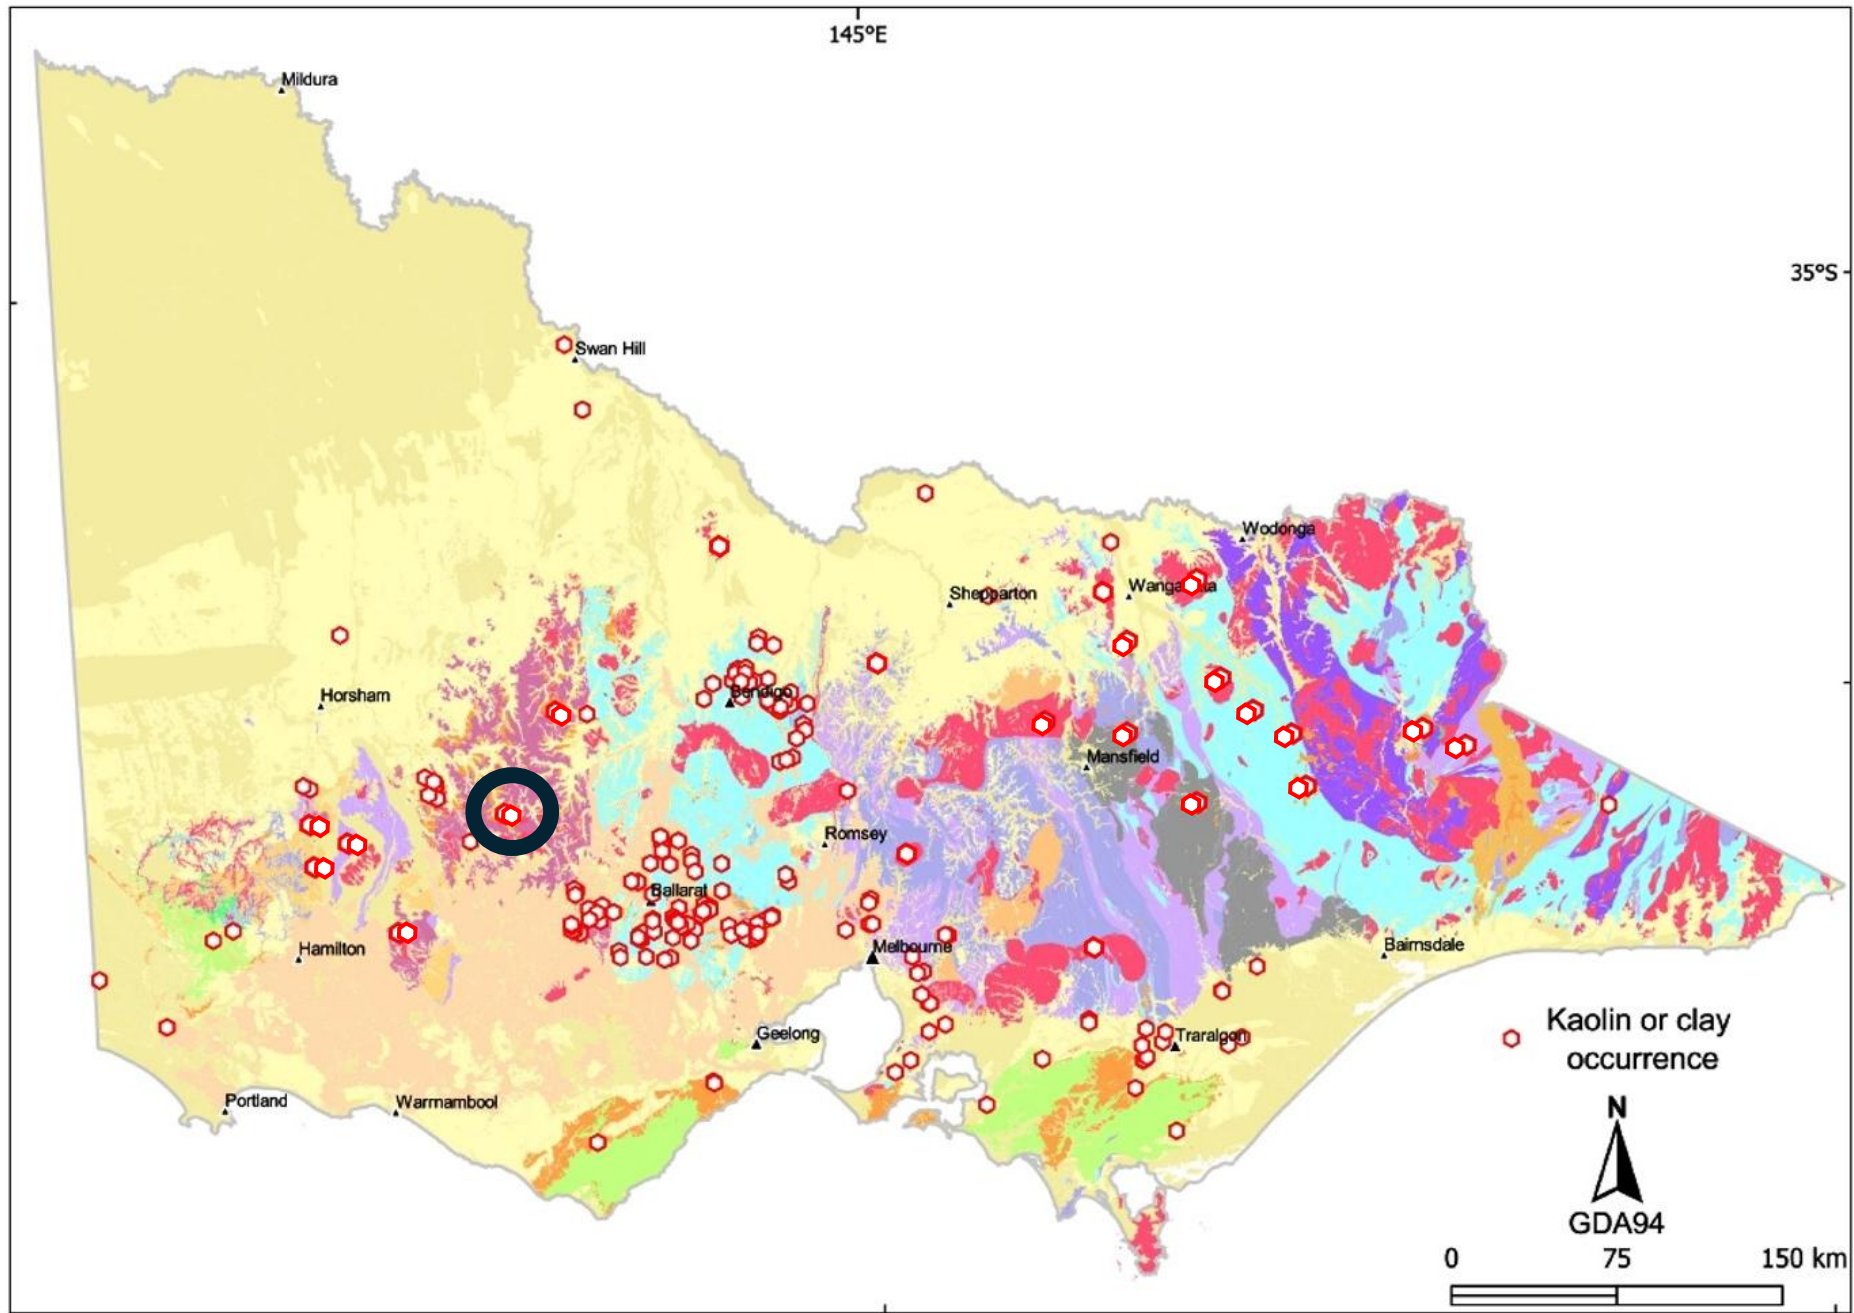 145°E
Mildura
35°S
Swan Hill
Wodonga
Shepparton
Wangaratta
Horsham
Bendigo
Mansfield
Romsey
Ballarat
Hamilton
Melbourne
Bairnsdale
Geelong
Traralgon
Kaolin or clay
occurrence
Portland
Warrnambool
N
GDA94
0 75 150 km